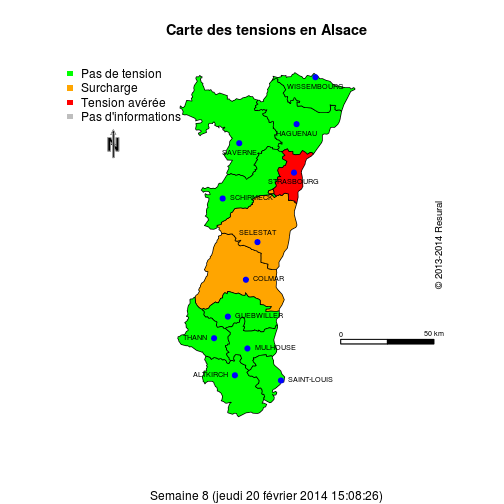 Carte des tensions en Alsace
Pas de tension
Surcharge
Tension avérée
Pas d'informations
N
WISSEMBOURG
HAGUENAU
SAVERNE
STRASBOURG
SCHIRMECK
SELESTAT
COLMAR
GUEBWILLER
THANN
MULHOUSE
ALTKIRCH
SAINT-LOUIS
0
50 km
© 2013-2014 Resural
Semaine 8 (jeudi 20 février 2014 15:08:26)